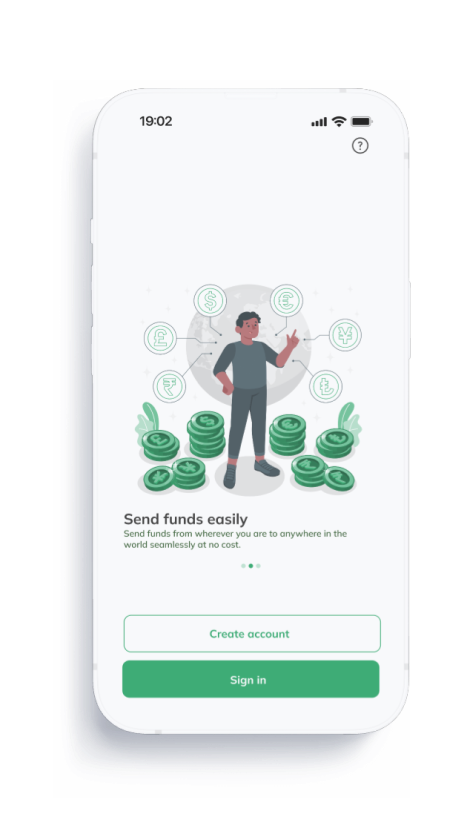 19:02
?
$
€
£
¥
₹
₺
Send funds easily
Send funds from wherever you are to anywhere in the
world seamlessly at no cost.
Create account
Sign in